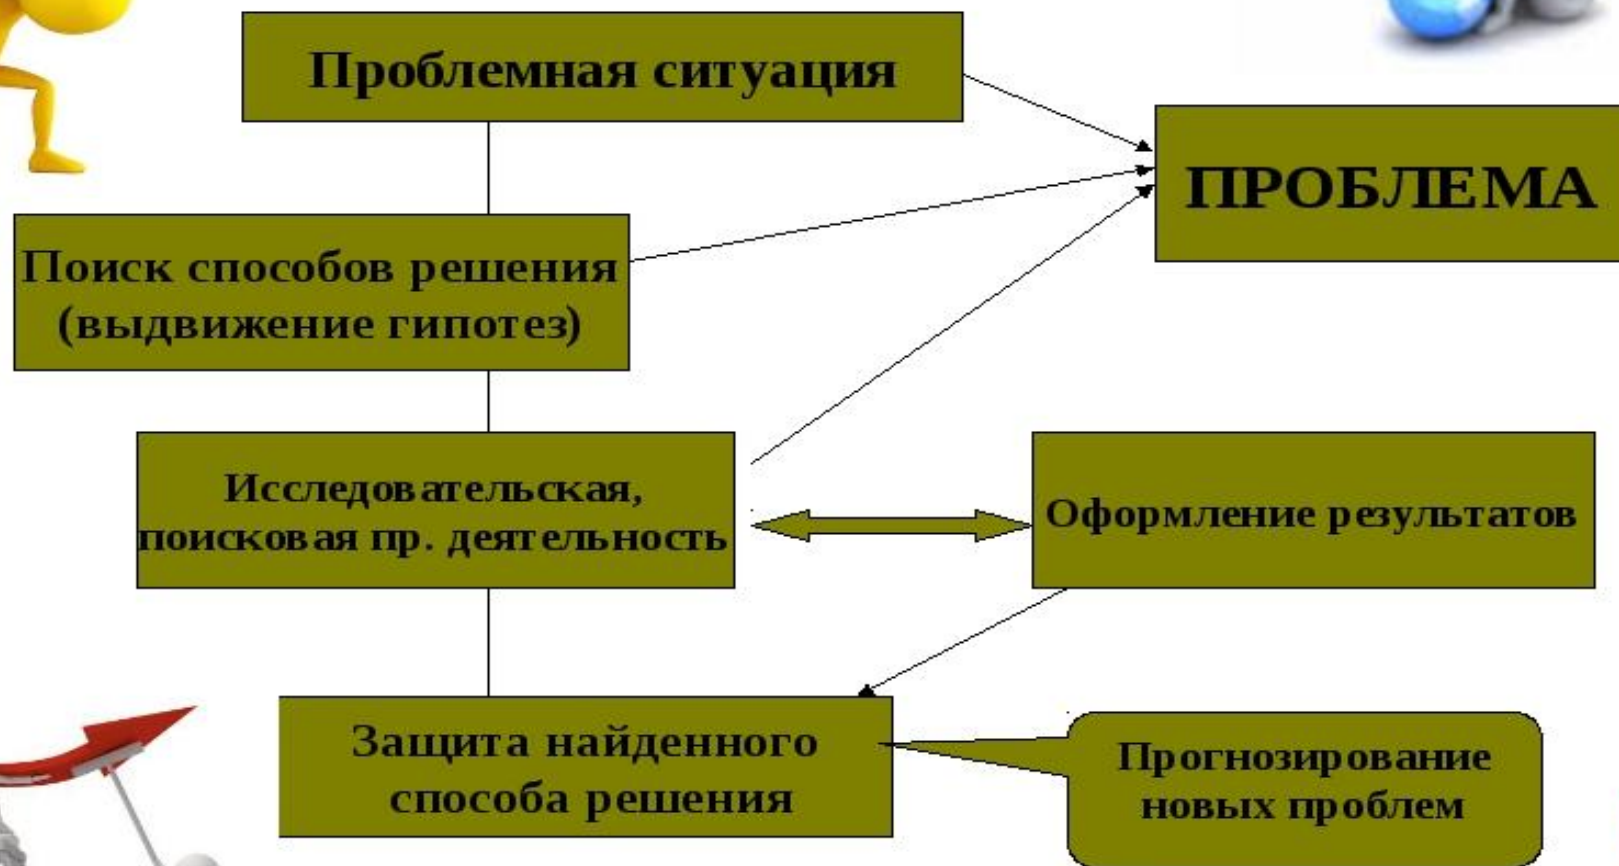 Проблемная ситуация
ПРОБЛЕМА
Поиск способов решения
(выдвижение гипотез)
Исследовательская,
поисковая пр. деятельность
Оформление результатов
Защита найденного
способа решения
Прогнозирование
новых проблем